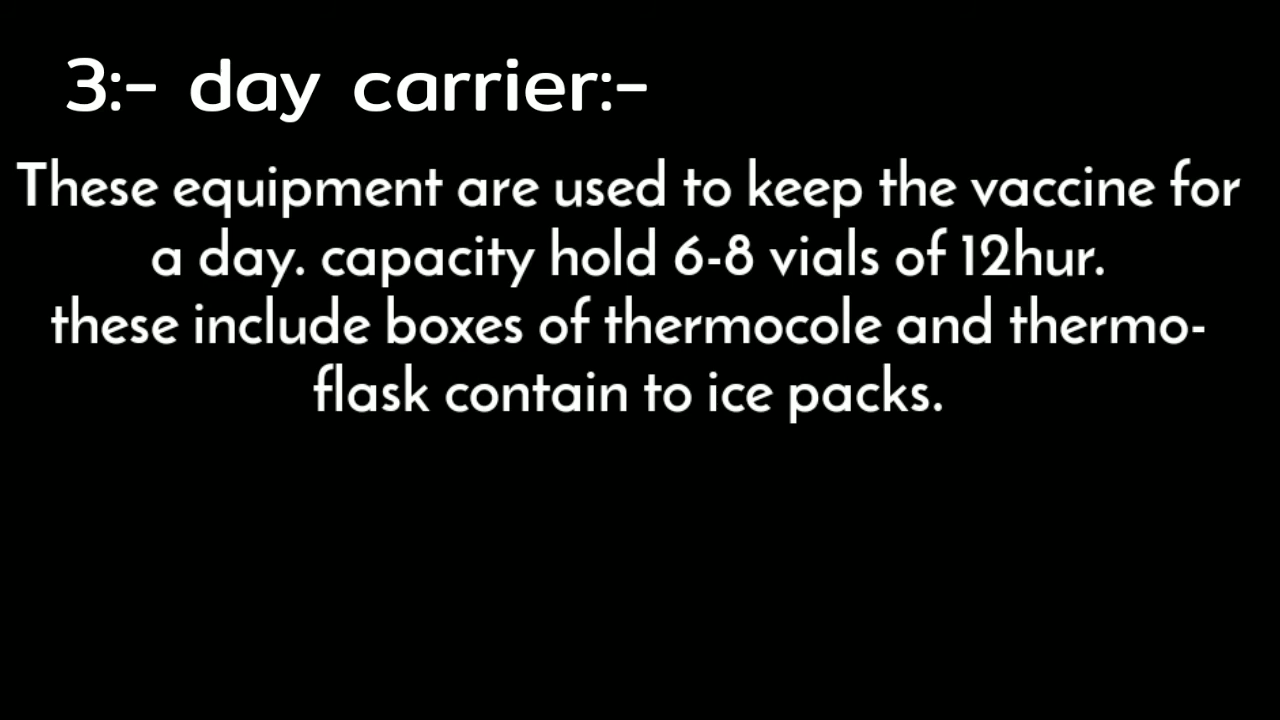 3:- day carrier:-
These equipment are used to keep the vaccine for
a day. capacity hold 6-8 vials of 12hur.
these include boxes of thermocole and thermo-
flask contain to ice packs.